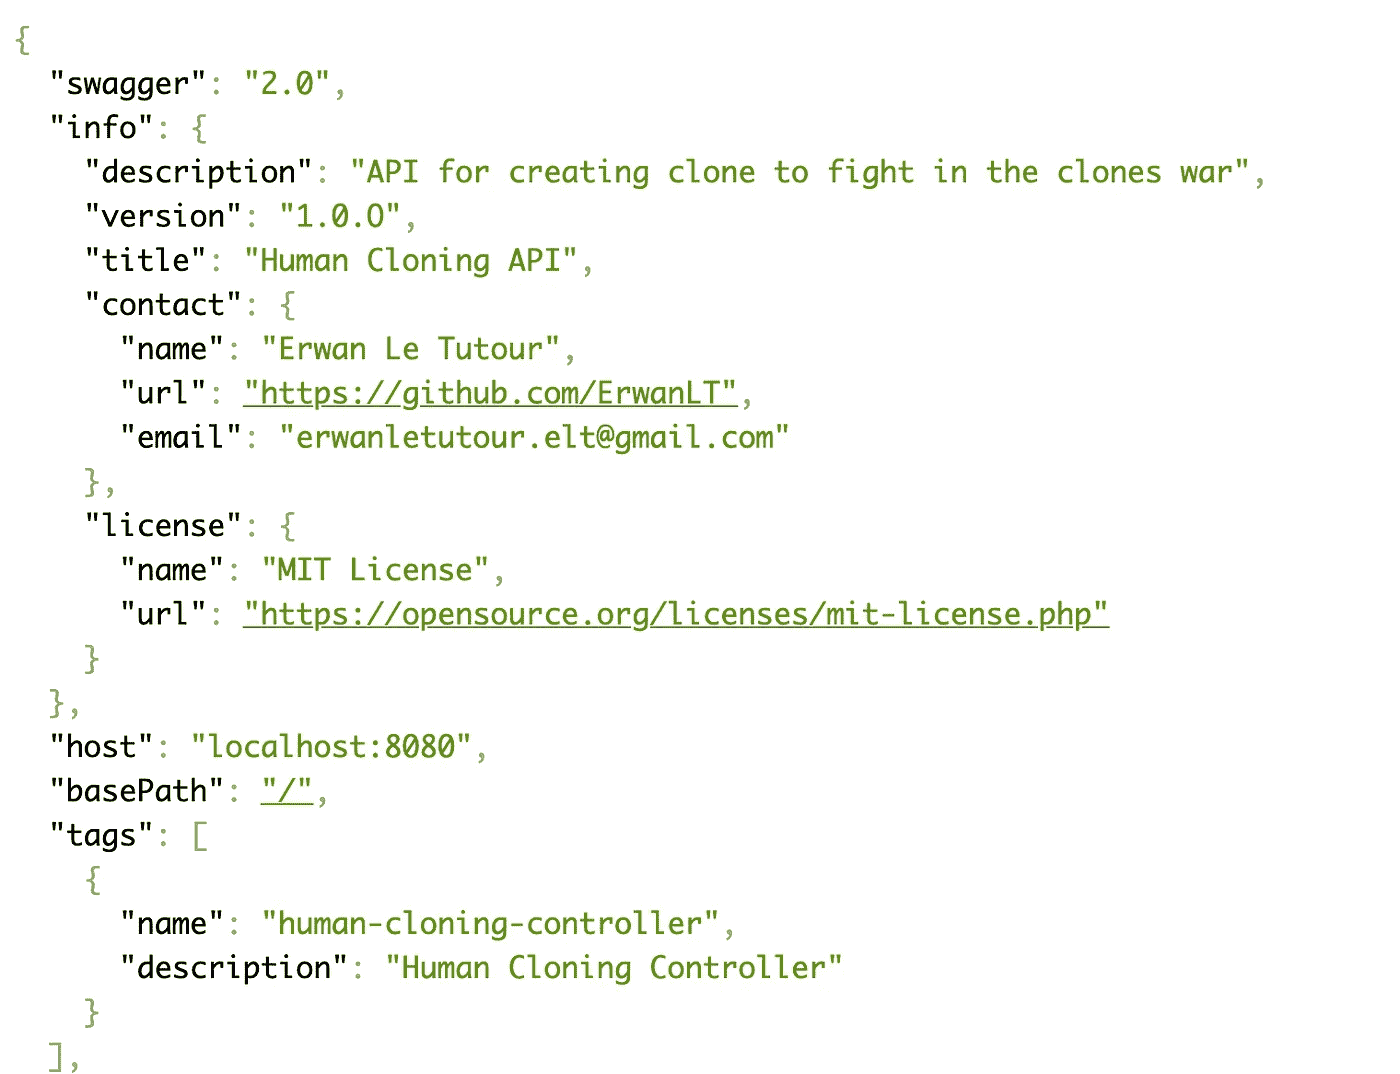 {
  "swagger": "2.0",
  "info": {
    "description": "API for creating clone to fight in the clones war",
    "version": "1.0.O",
    "title": "Human Cloning API",
    "contact": {
      "name": "Erwan Le Tutour",
      "url": "https://github.com/ErwanLT",
      "email": "erwanletutour.elt@gmail.com"
    },
    "license": {
      "name": "MIT License",
      "url": "https://opensource.org/licenses/mit-license.php"
    }
  },
  "host": "localhost:8080",
  "basePath": "/",
  "tags": [
    {
      "name": "human-cloning-controller",
      "description": "Human Cloning Controller"
    }
  ],